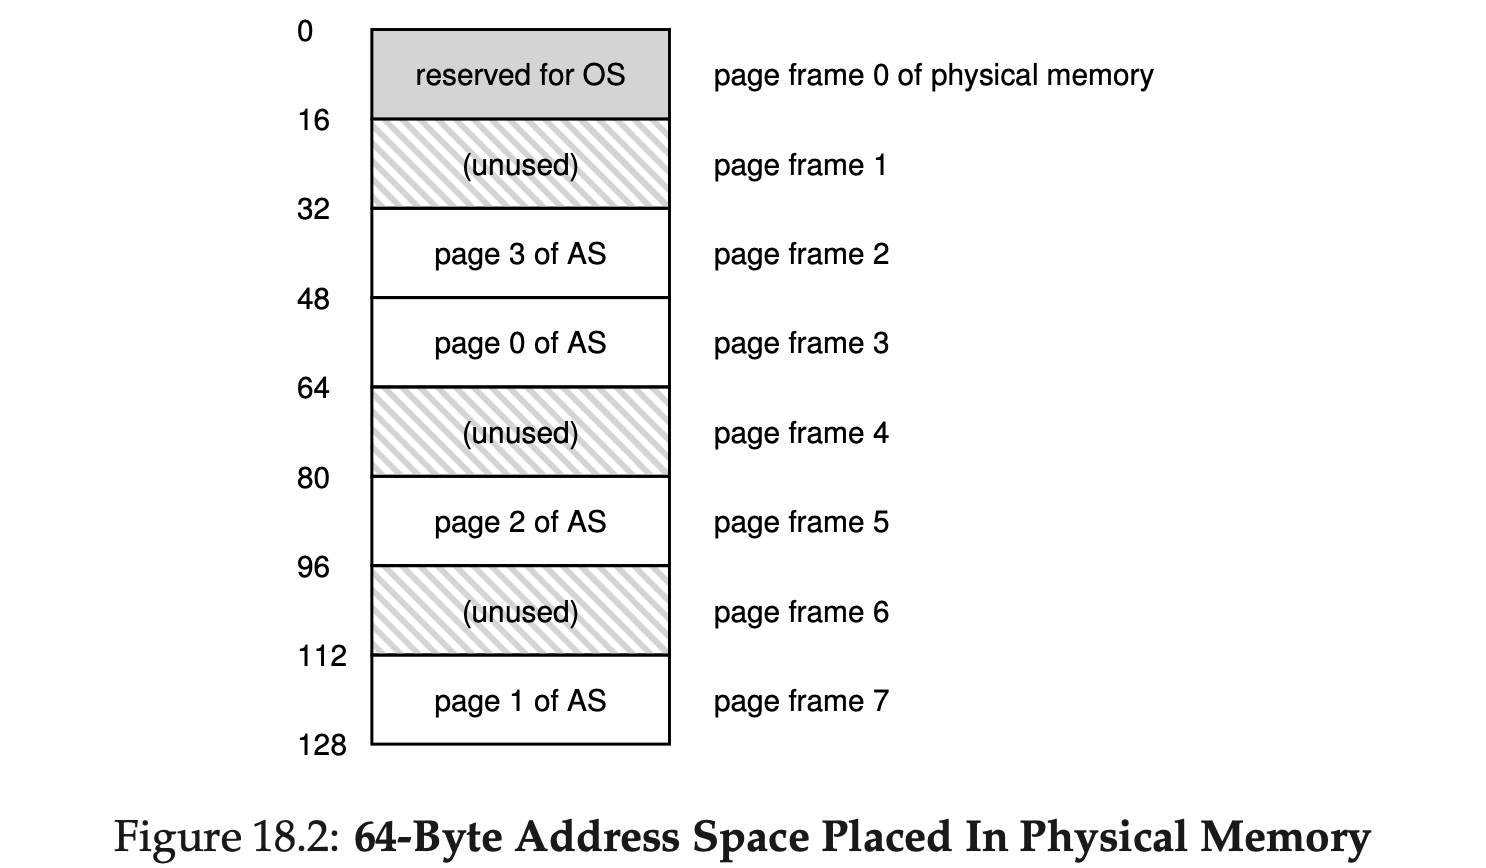 0
reserved for OS page frame 0 of physical memory
16
(unused) page frame 1
32
page 3 of AS page frame 2
48
page 0 of AS page frame 3
64
(unused) page frame 4
80
page 2 of AS page frame 5
96
(unused) page frame 6
112
page 1 of AS page frame 7
128
Figure 18.2: 64-Byte Address Space Placed In Physical Memory